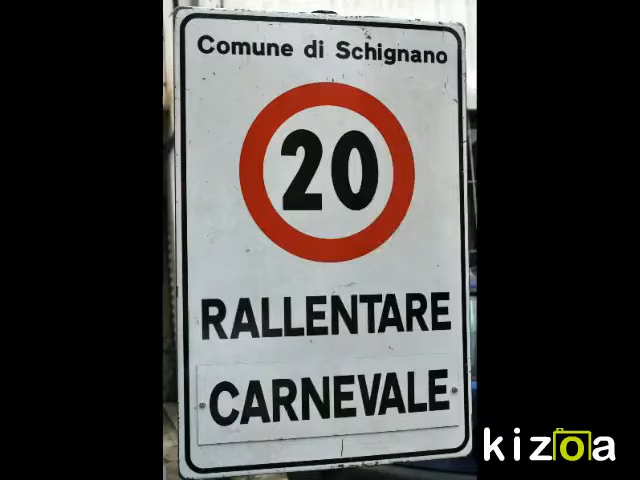 Comune di Schignano
20
RALLENTARE
CARNEVALE
kizoa